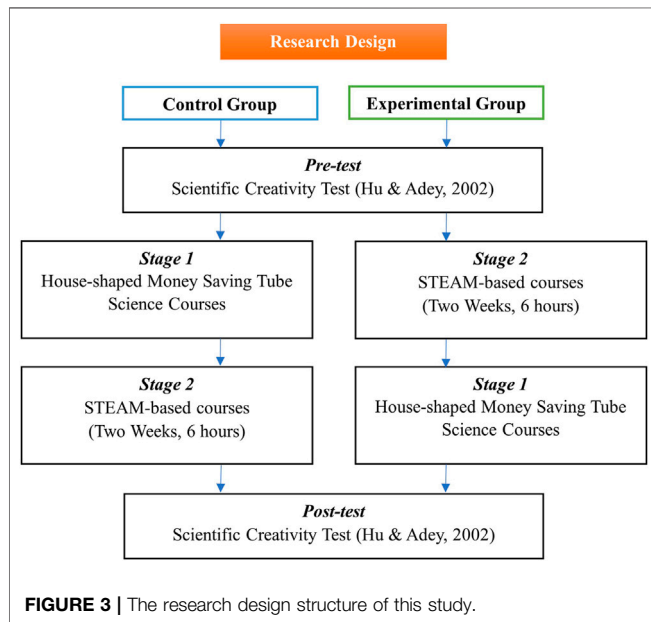 Research Design
Control Group
Experimental Group
Pre-test
Scientific Creativity Test (Hu & Adey, 2002)
Stage 1
House-shaped Money Saving Tube
Science Courses
Stage 2
STEAM-based courses
(Two Weeks, 6 hours)
Stage 2
STEAM-based courses
(Two Weeks, 6 hours)
Stage 1
House-shaped Money Saving Tube
Science Courses
Post-test
Scientific Creativity Test (Hu & Adey, 2002)
FIGURE 3 | The research design structure of this study.